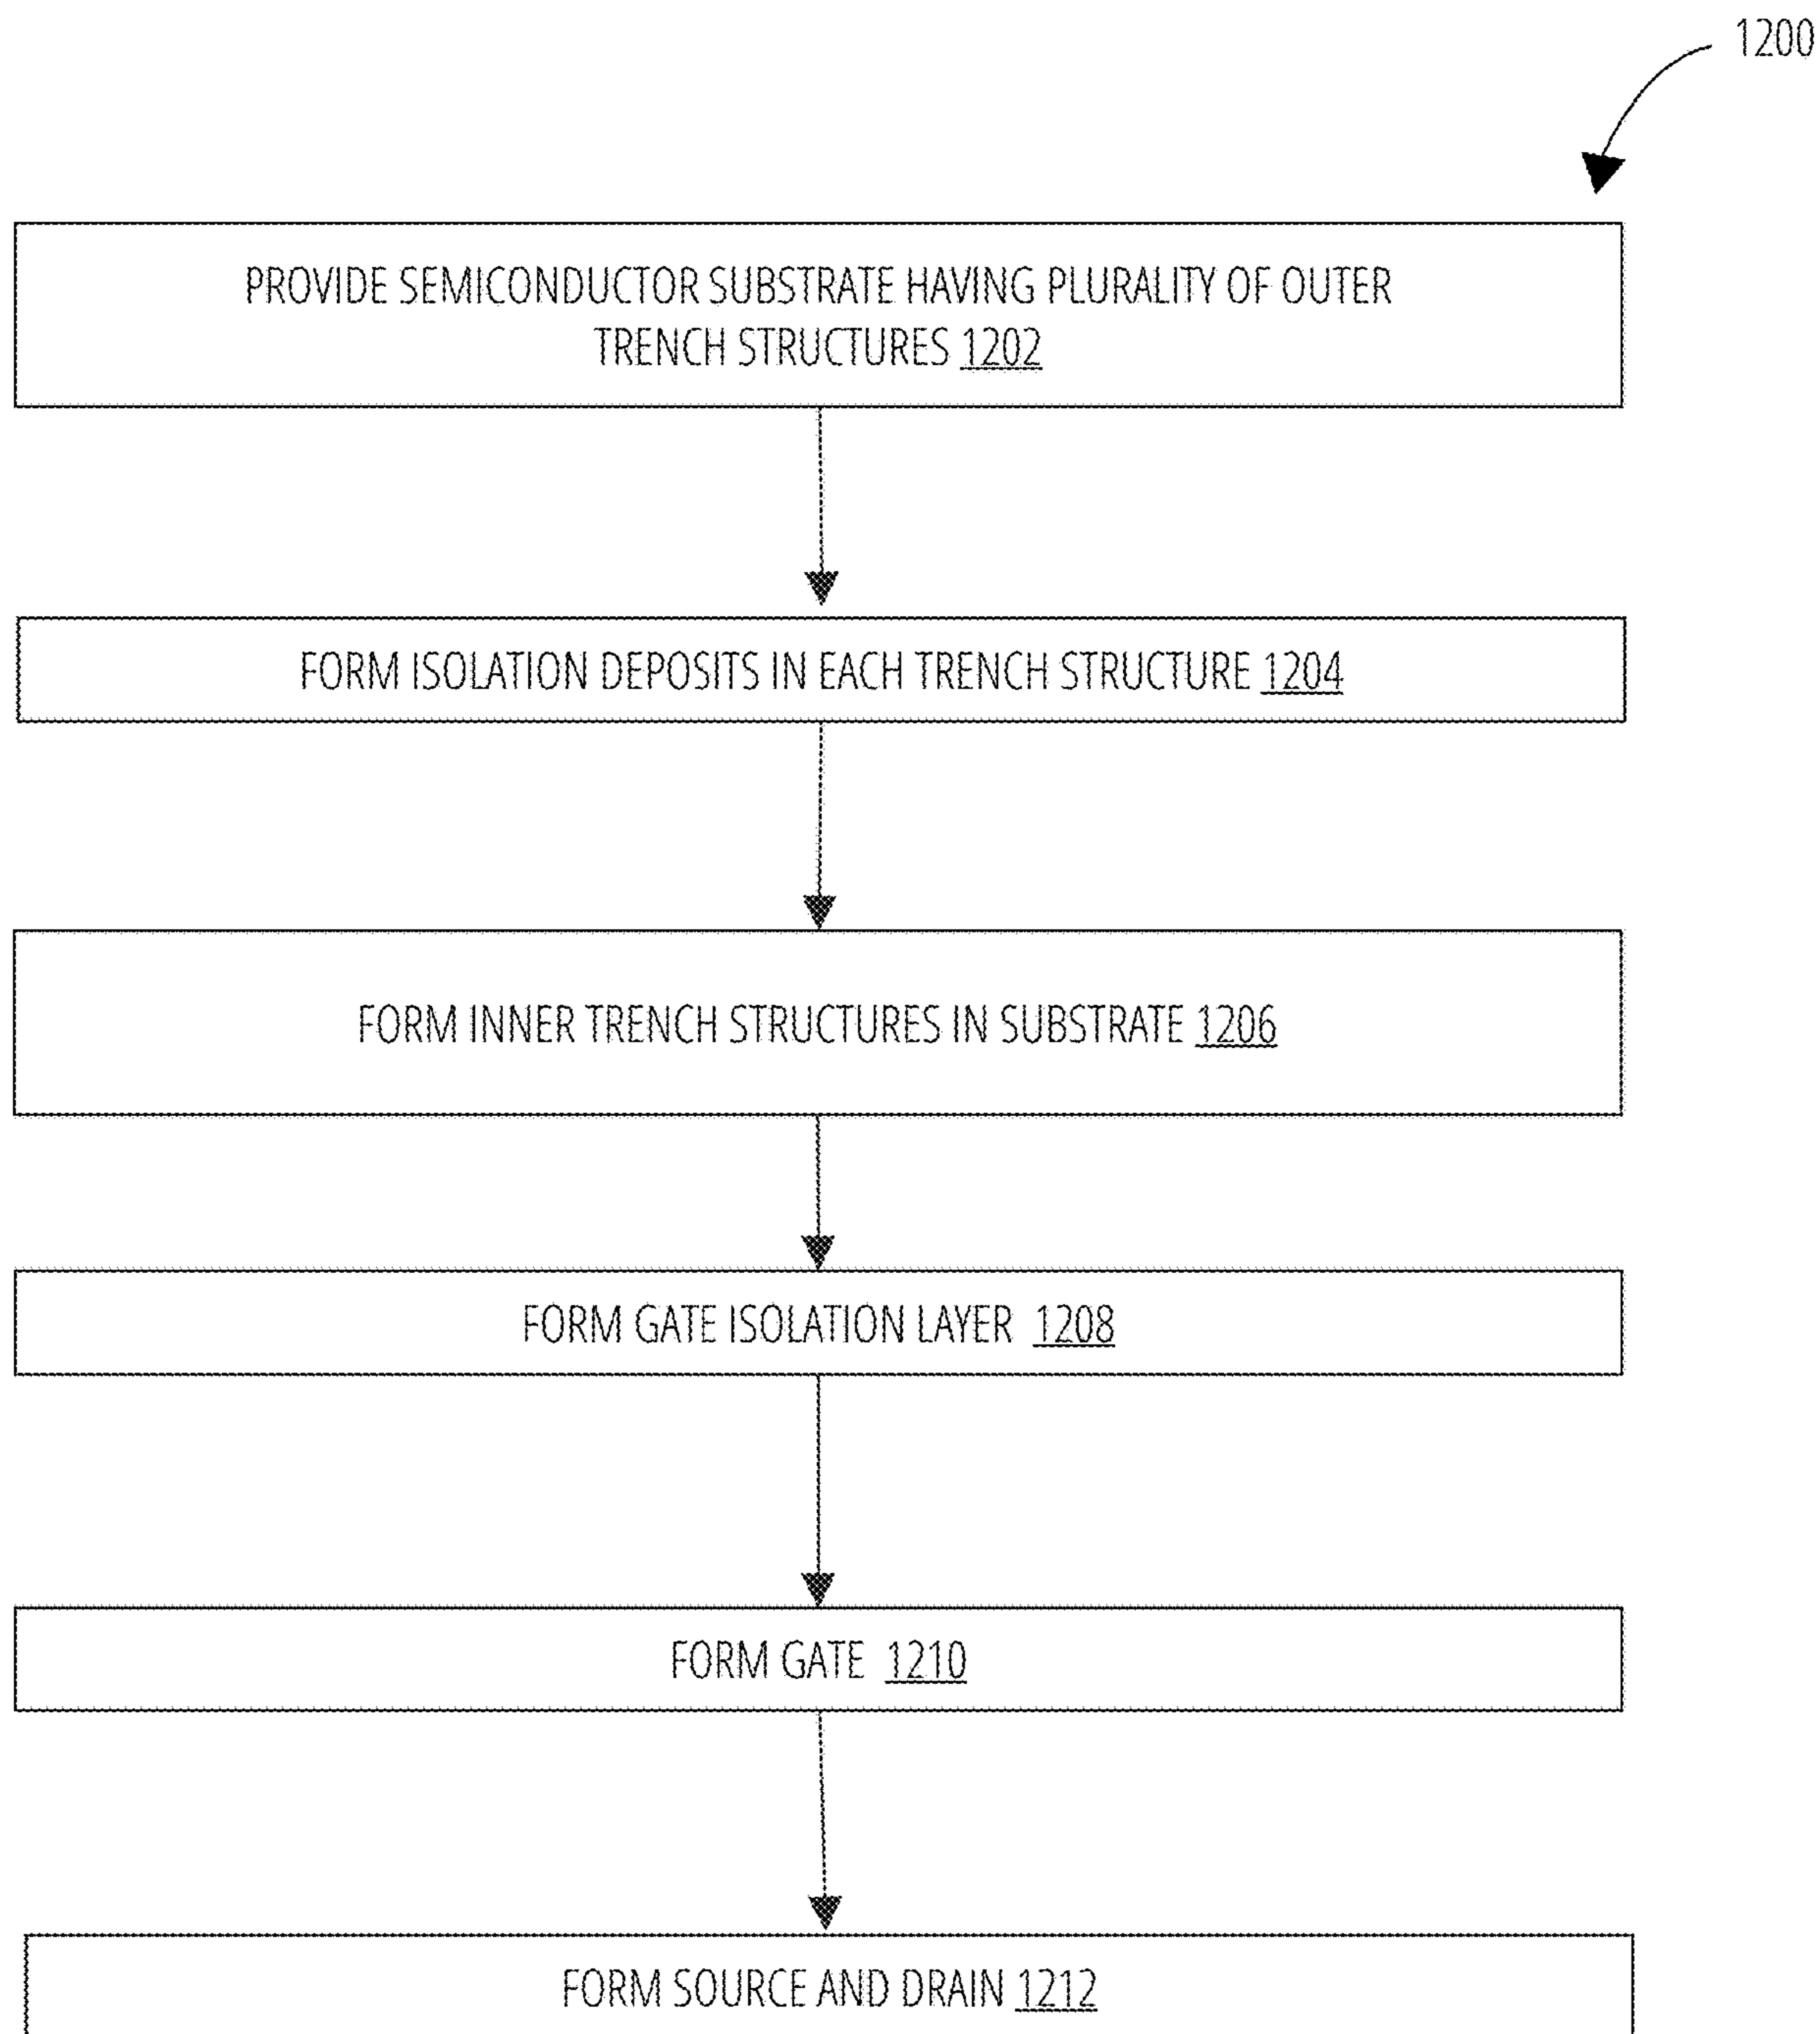 1200
PROVIDE SEMICONDUCTOR SUBSTRATE HAVING PLURALITY OF OUTER
TRENCH STRUCTURES 1202
FORM ISOLATION DEPOSITS IN EACH TRENCH STRUCTURE 1204
FORM INNER TRENCH STRUCTURES IN SUBSTRATE 1206
FORM GATE ISOLATION LAYER 1208
FORM GATE 1210
FORM SOURCE AND DRAIN 1212